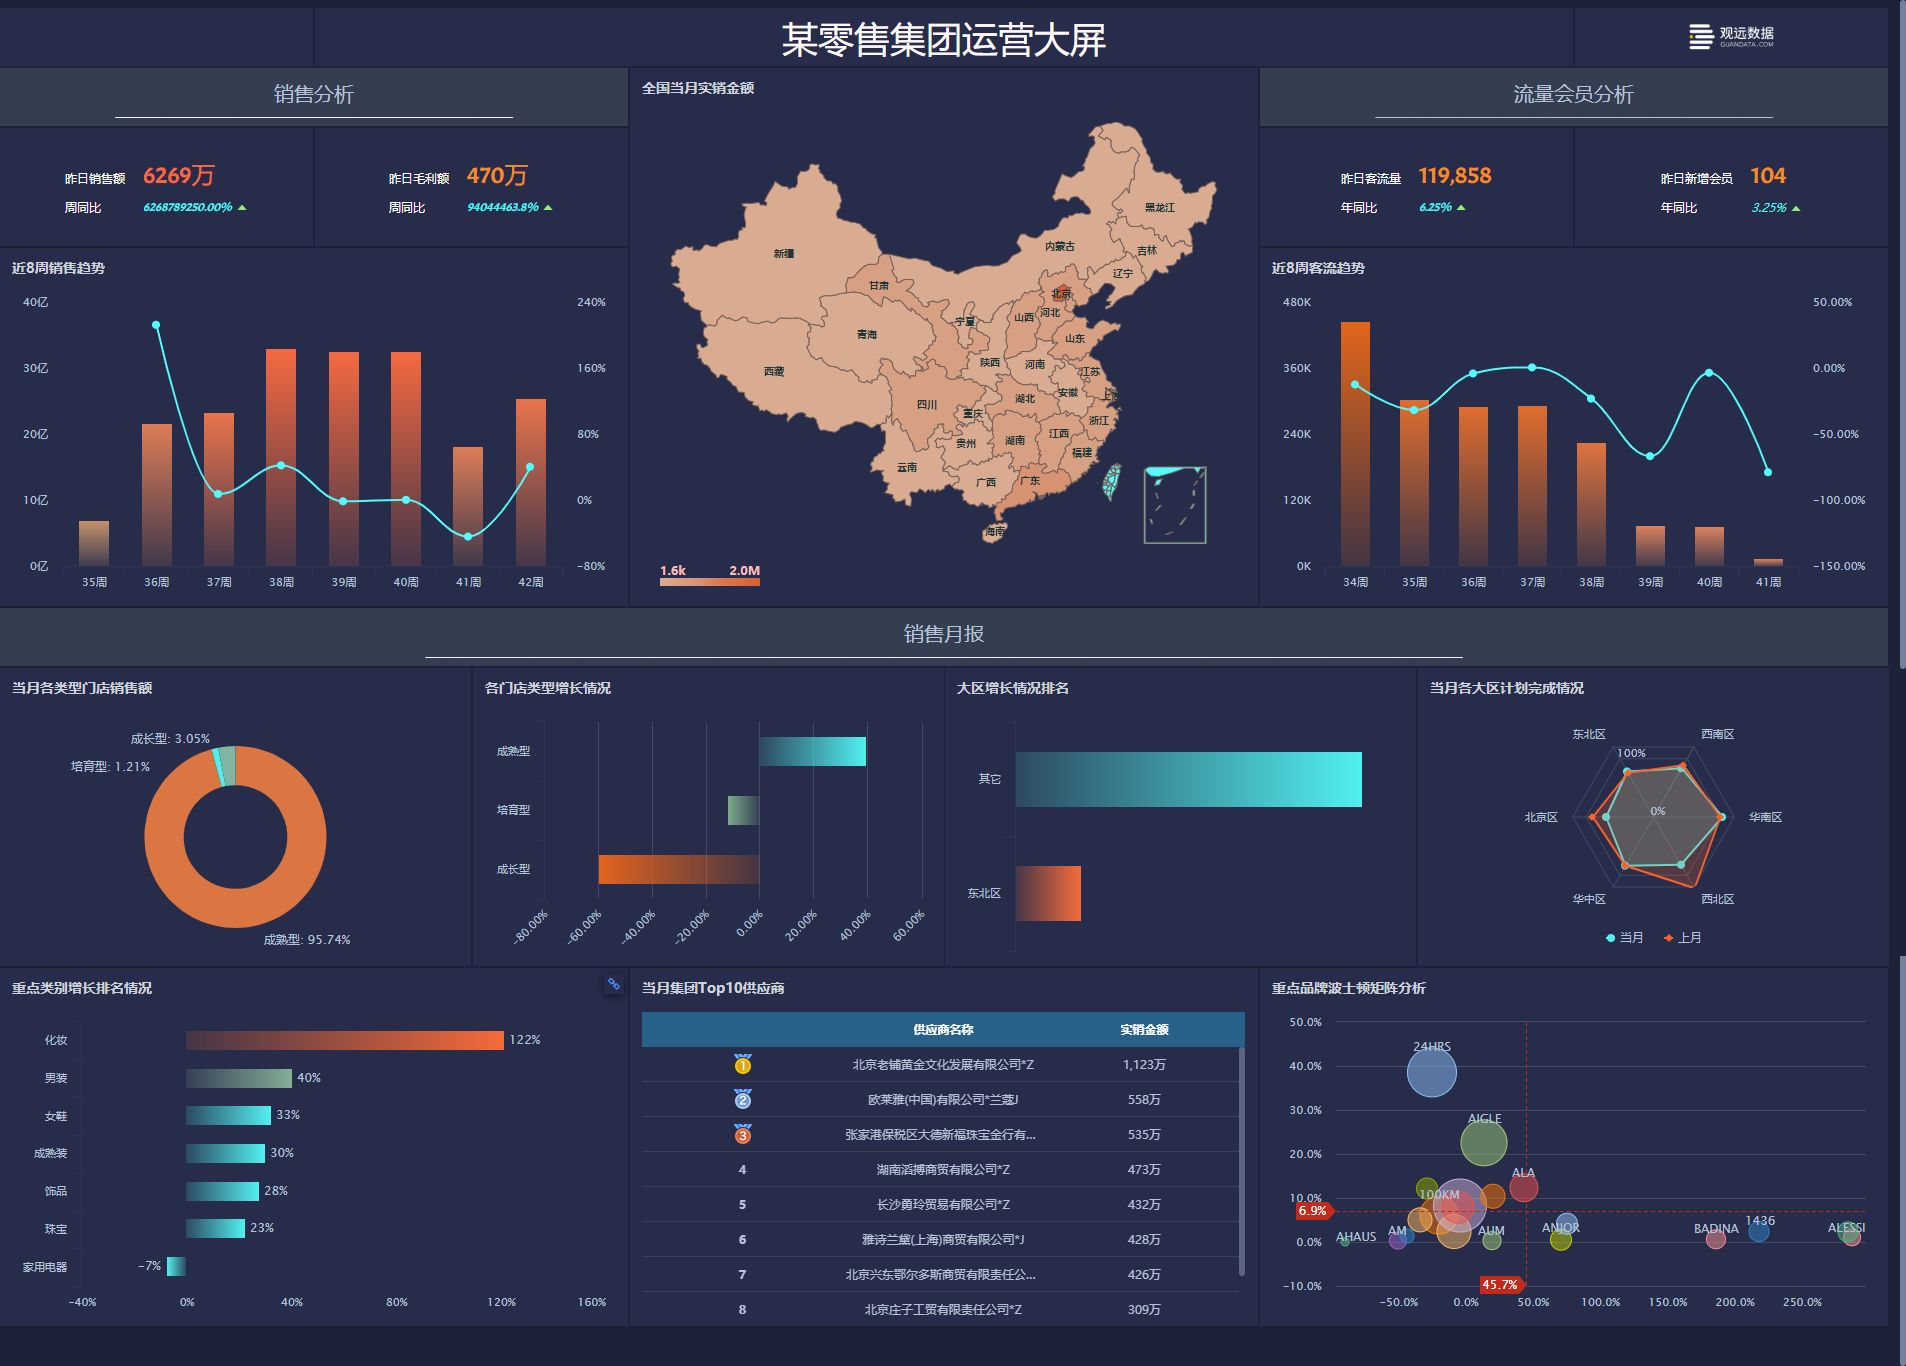 某零售集团运营大屏
观远数据
GUANDATA.COM
销售分析
昨日销售额 6269万
周同比 6268789250.00%
昨日毛利额 470万
周同比 94044463.8%
近8周销售趋势
40亿 240%
30亿 160%
20亿 80%
10亿 0%
0亿 -80%
35周 36周 37周 38周 39周 40周 41周 42周
全国当月实销金额
黑龙江
内蒙古
吉林
新疆
辽宁
甘肃
北京
宁夏
山西
河北
青海
山东
陕西
河南
西藏
江苏
安徽
上海
四川
湖北
重庆
浙江
江西
贵州
湖南
福建
云南
广西
广东
海南
1.6k 2.0M
流量会员分析
昨日客流量 119,858
年同比 6.25%
昨日新增会员 104
年同比 3.25%
近8周客流趋势
480K 50.00%
360K 0.00%
240K -50.00%
120K -100.00%
0K -150.00%
34周 35周 36周 37周 38周 39周 40周 41周
销售月报
当月各类型门店销售额
成长型: 3.05%
培育型: 1.21%
成熟型: 95.74%
各门店类型增长情况
成熟型
培育型
成长型
-80.00% -60.00% -40.00% -20.00% 0.00% 20.00% 40.00% 60.00%
大区增长情况排名
其它
东北区
当月各大区计划完成情况
东北区 西南区
100%
0%
北京区 华南区
华中区 西北区
当月 上月
重点类别增长排名情况
化妆 122%
男装 40%
女鞋 33%
成熟装 30%
饰品 28%
珠宝 23%
家用电器 -7%
-40% 0% 40% 80% 120% 160%
当月集团Top10供应商
供应商名称 实销金额
1 北京老铺黄金文化发展有限公司*Z 1,123万
2 欧莱雅(中国)有限公司*兰蔻J 558万
3 张家港保税区大德新福珠宝金行有... 535万
4 湖南滔搏商贸有限公司*Z 473万
5 长沙勇玲贸易有限公司*Z 432万
6 雅诗兰黛(上海)商贸有限公司*J 428万
7 北京兴东鄂尔多斯商贸有限责任公... 426万
8 北京庄子工贸有限责任公司*Z 309万
重点品牌波士顿矩阵分析
50.0%
24HRS
40.0%
30.0%
AIGLE
20.0%
ALA
10.0%
100KM
6.9%
1436
AHAUS AM AUM ANIOR BADINA ALESSI
0.0%
-10.0%
45.7%
-50.0% 0.0% 50.0% 100.0% 150.0% 200.0% 250.0%